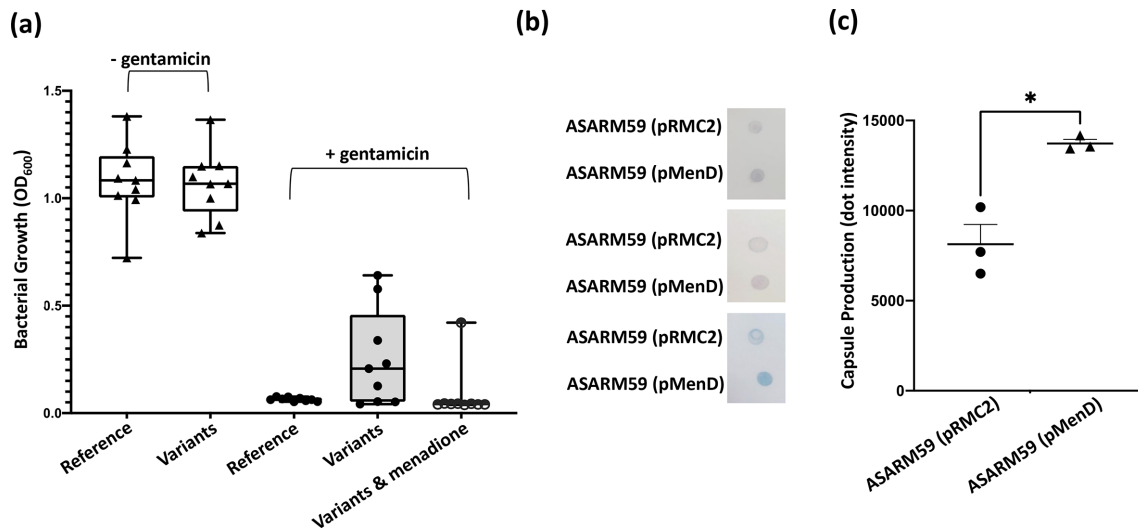 (a)
- gentamicin
+ gentamicin
Bacterial Growth (OD600)
1.5
1.0
0.5
0.0
Reference
Variants
Reference
Variants
Variants & menadione
(b)
ASARM59 (pRMC2)
ASARM59 (pMenD)
ASARM59 (pRMC2)
ASARM59 (pMenD)
ASARM59 (pRMC2)
ASARM59 (pMenD)
(c)
*
Capsule Production (dot intensity)
15000
10000
5000
0
ASARM59 (pRMC2)
ASARM59 (pMenD)